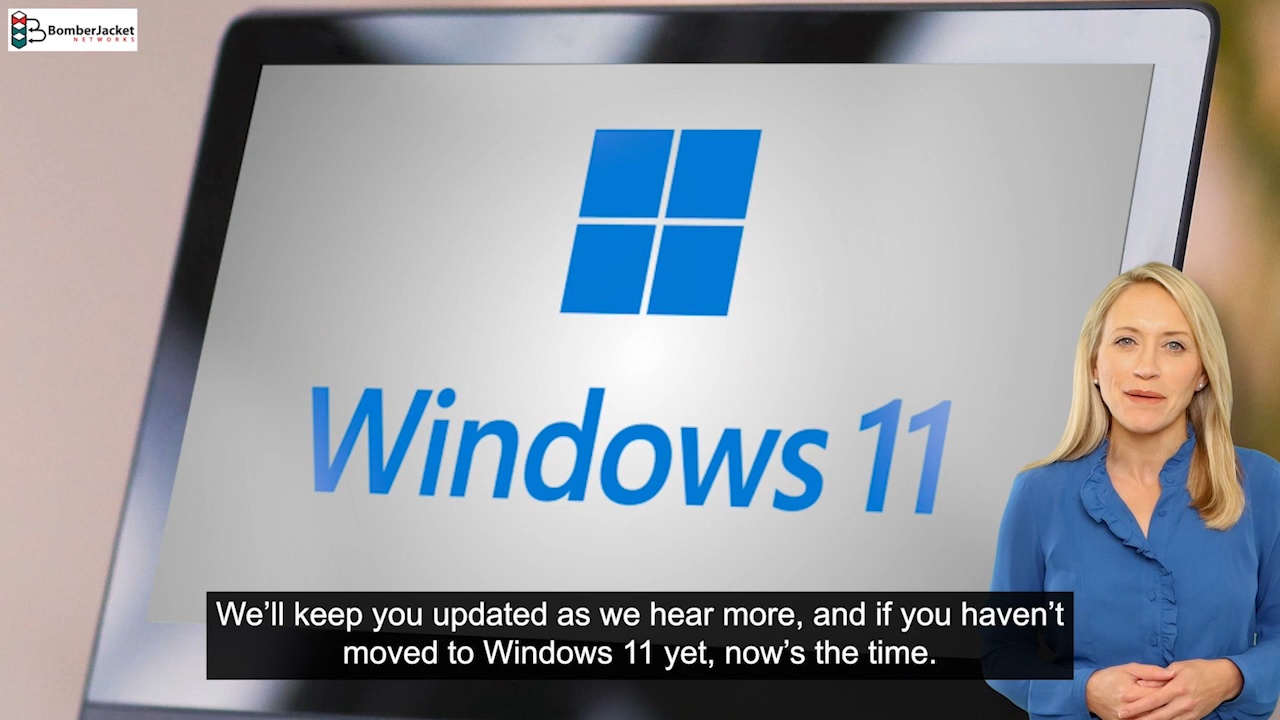 BomberJacket
NETWORKS
Windows 11
We’ll keep you updated as we hear more, and if you haven’t
moved to Windows 11 yet, now’s the time.